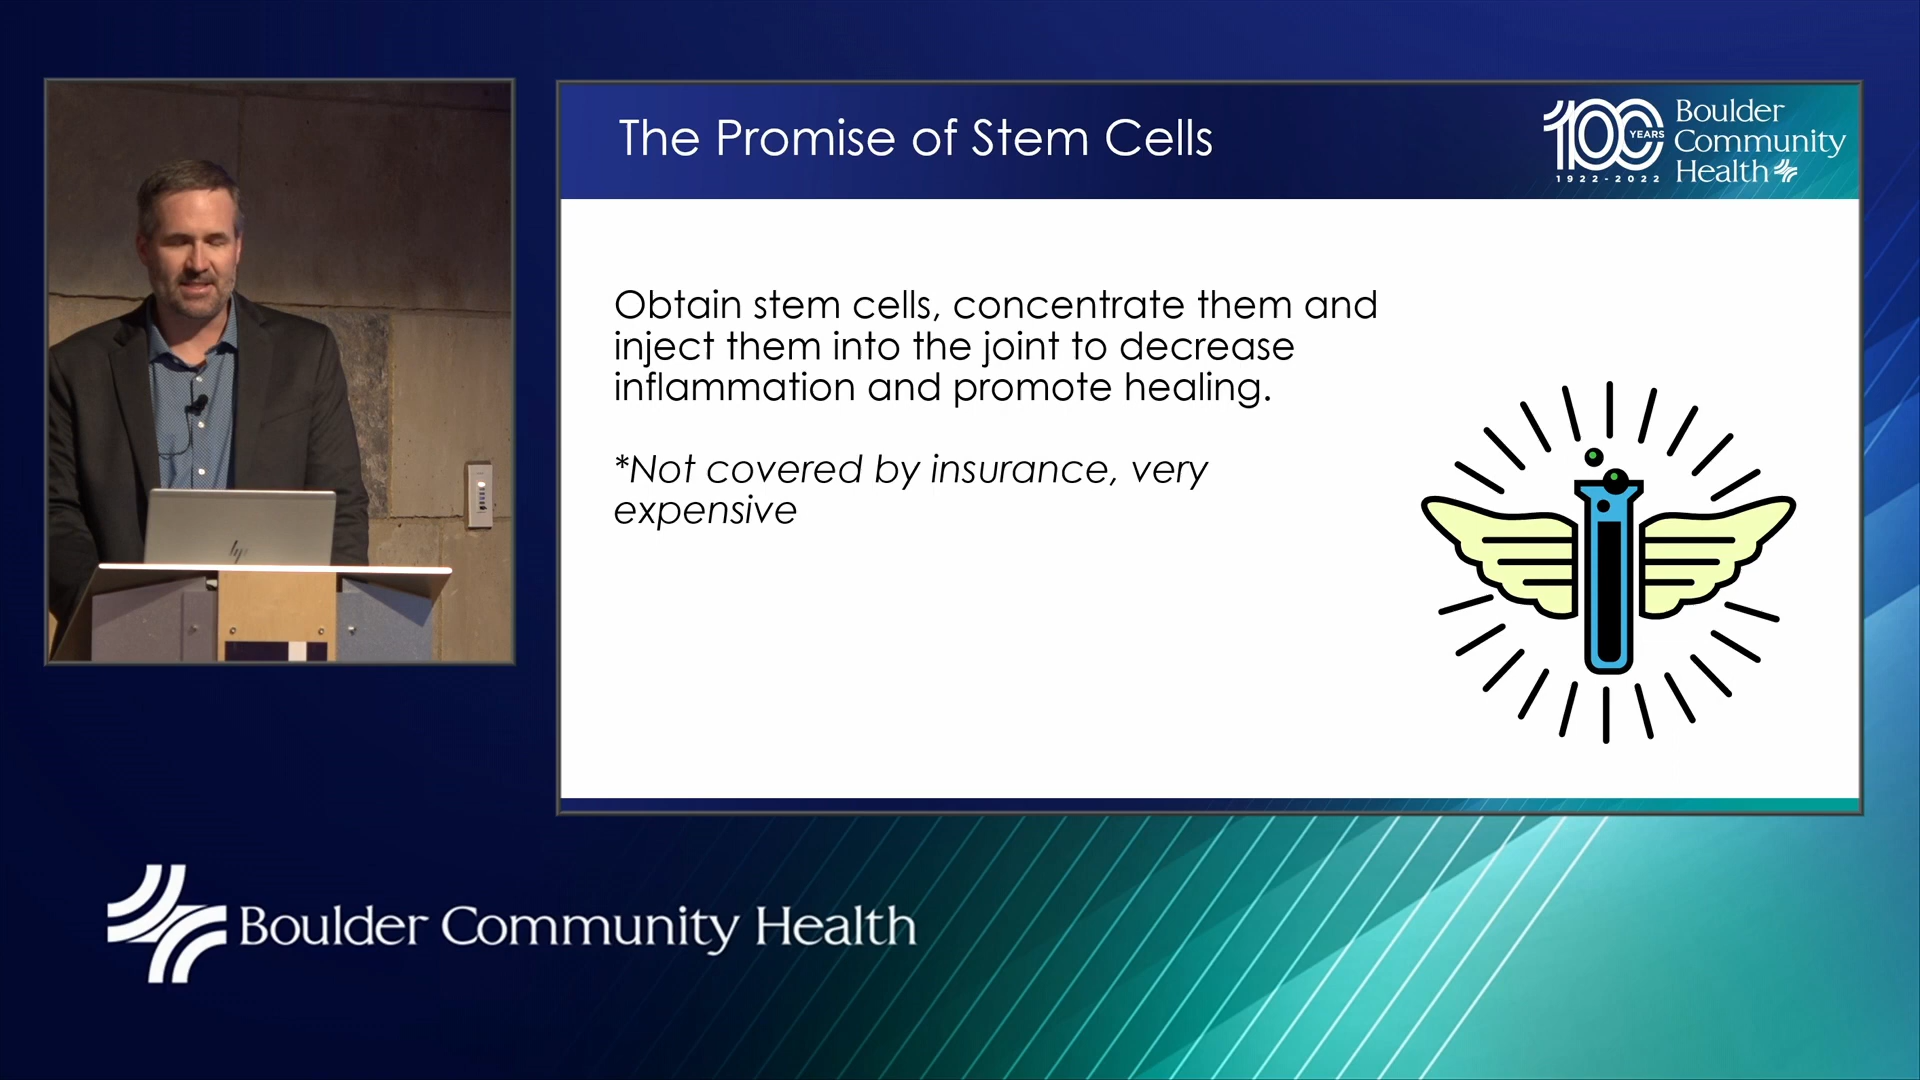 The Promise of Stem Cells
100
YEARS
1922-2022
Boulder
Community
Health
Obtain stem cells, concentrate them and
inject them into the joint to decrease
inflammation and promote healing.
*Not covered by insurance, very
expensive
hp
Boulder Community Health